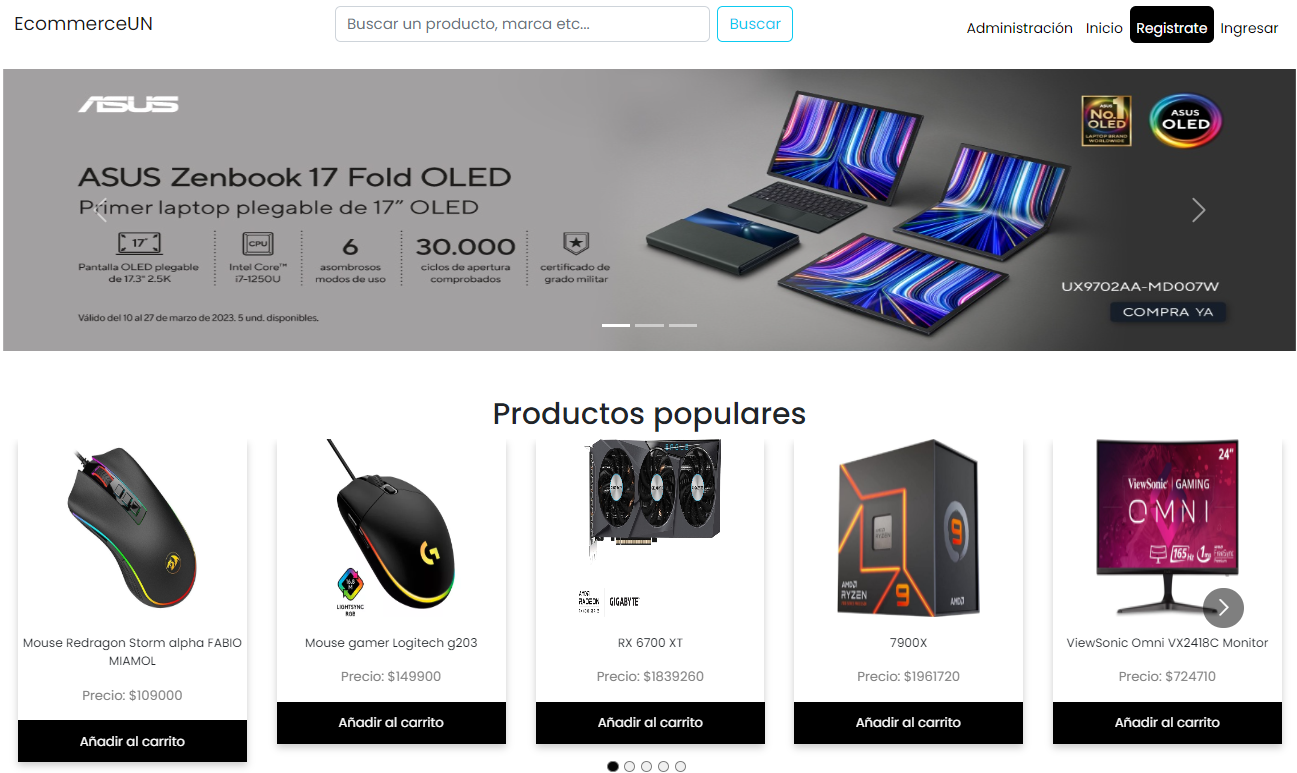 EcommerceUN
Buscar un producto, marca etc...
Buscar
Administración
Inicio
Registrate
Ingresar
ASUS
ASUS Zenbook 17 Fold OLED
Primer laptop plegable de 17" OLED
17"
Pantalla OLED plegable
de 17.3" 2.5K
CPU
Intel Core™
i7-1250U
6
asombrosos
modos de uso
30.000
ciclos de apertura
comprobados
certificado de
grado militar
Válido del 10 al 27 de marzo de 2023. 5 und. disponibles.
ASUS
No.1
OLED
LAPTOP BRAND
WORLDWIDE
ASUS
OLED
UX9702AA-MD007W
COMPRA YA
Productos populares
LIGHTSYNC
RGB
Mouse Redragon Storm alpha FABIO
MIAMOL
Precio: $109000
Añadir al carrito
Mouse gamer Logitech g203
Precio: $149900
Añadir al carrito
AMD
RADEON
GIGABYTE
RX 6700 XT
Precio: $1839260
Añadir al carrito
AMD
RYZEN
9
AMD
RYZEN
9
AMD
7900X
Precio: $1961720
Añadir al carrito
24"
ViewSonic | GAMING
OMNI
165Hz
1ms
ViewSonic Omni VX2418C Monitor
Precio: $724710
Añadir al carrito